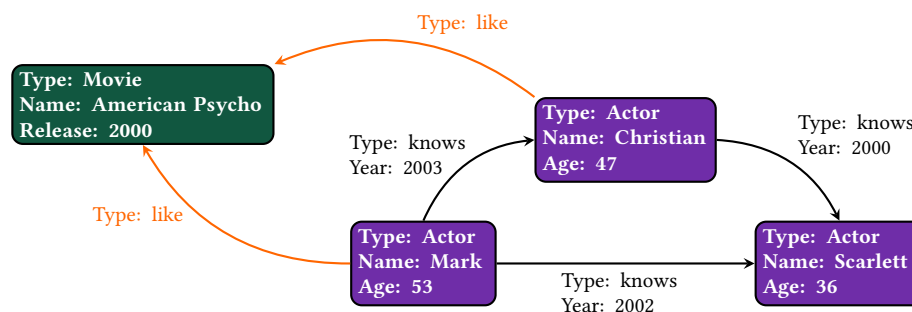 Type: like
Type: Movie
Name: American Psycho
Release: 2000
Type: Actor
Name: Christian
Age: 47
Type: knows
Year: 2003
Type: knows
Year: 2000
Type: like
Type: Actor
Name: Mark
Age: 53
Type: knows
Year: 2002
Type: Actor
Name: Scarlett
Age: 36